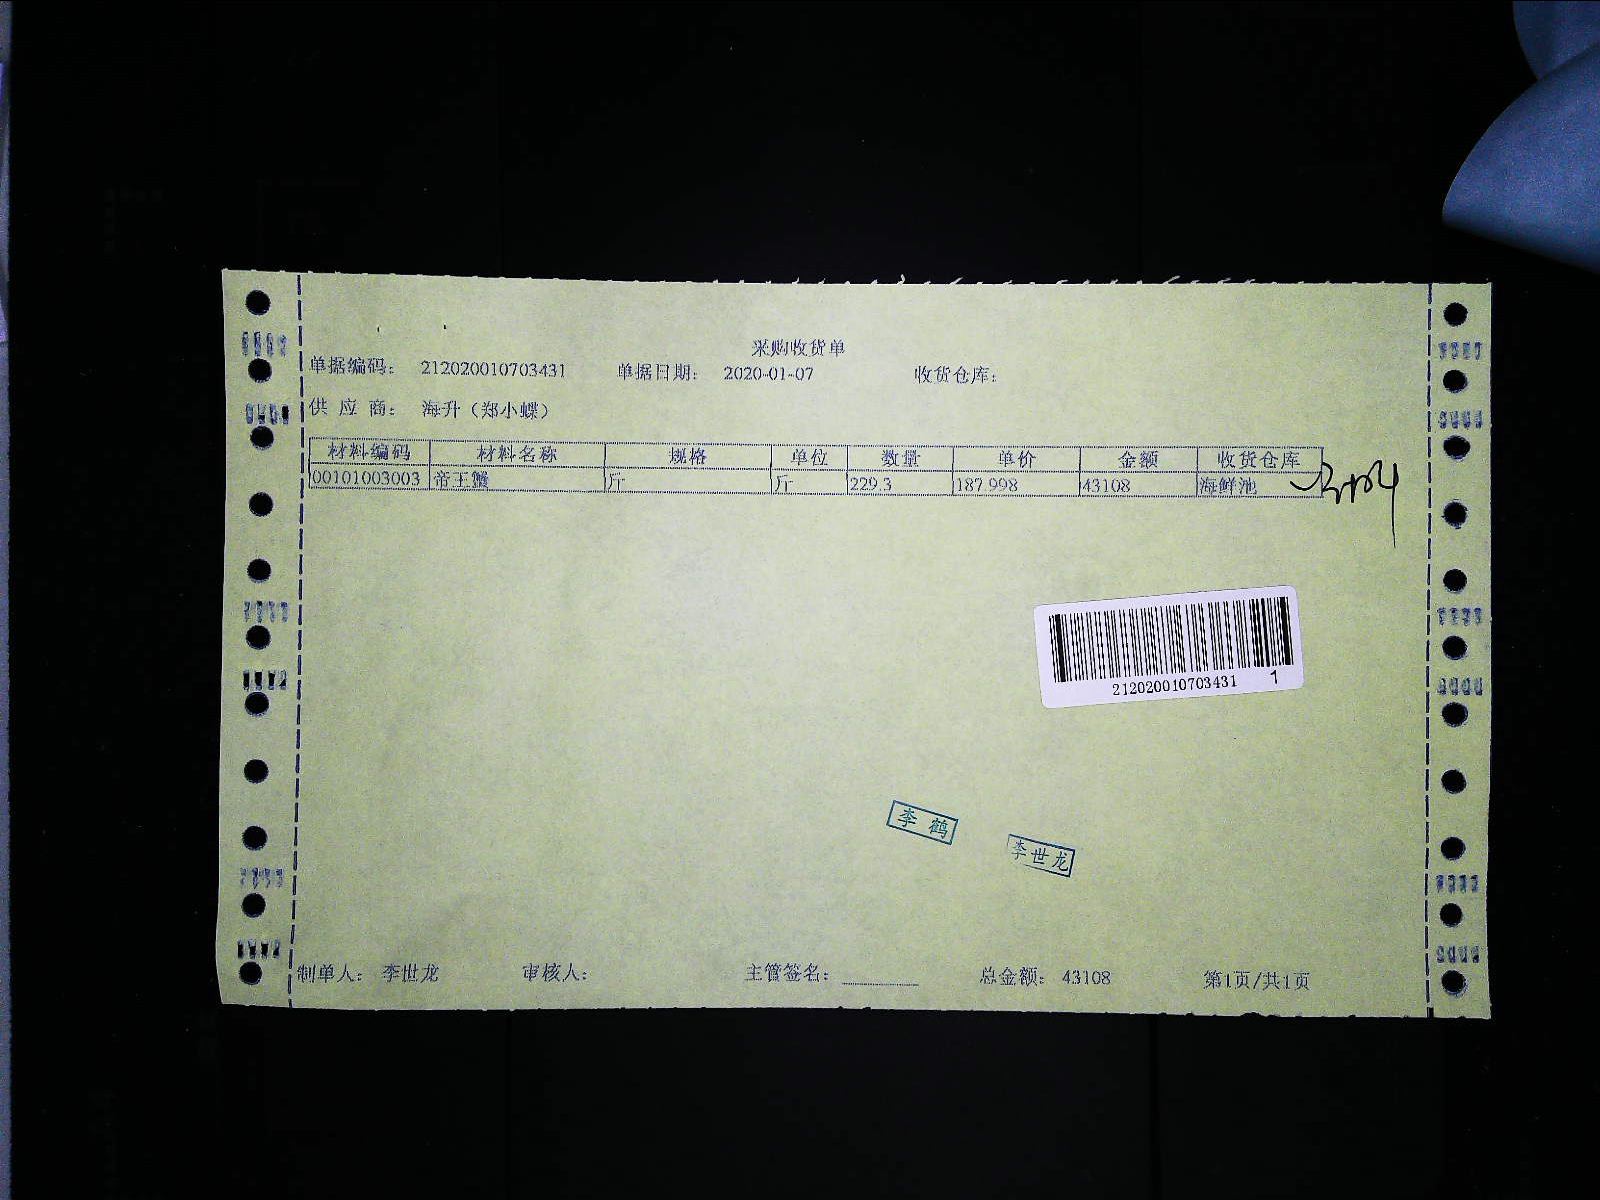 采购收货单
单据编码： 212020010703431 单据日期： 2020-01-07 收货仓库：
供 应 商： 海升（郑小蝶）
材料编码 材料名称 规格 单位 数量 单价 金额 收货仓库
00101003003 帝王蟹 斤 斤 229.3 187.998 43108 海鲜池
212020010703431 1
李 鹤
李世龙
制单人： 李世龙 审核人： 主管签名： 总金额： 43108 第1页/共1页